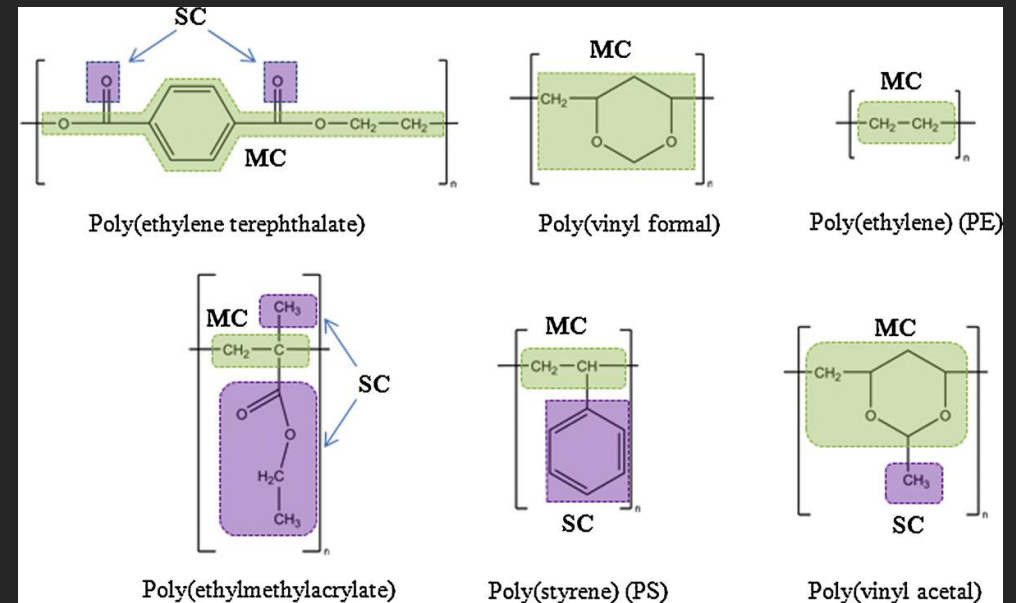 SC
O
O
O
O
CH₂
CH₂
MC
n
Poly(ethylene terephthalate)
MC
CH₂
O
O
n
Poly(vinyl formal)
MC
CH₂
CH₂
n
Poly(ethylene) (PE)
CH₃
MC
CH₂
C
SC
O
O
H₂C
CH₃
n
Poly(ethylmethylacrylate)
MC
CH₂
CH
n
SC
Poly(styrene) (PS)
MC
CH₂
O
O
CH₃
SC
n
Poly(vinyl acetal)